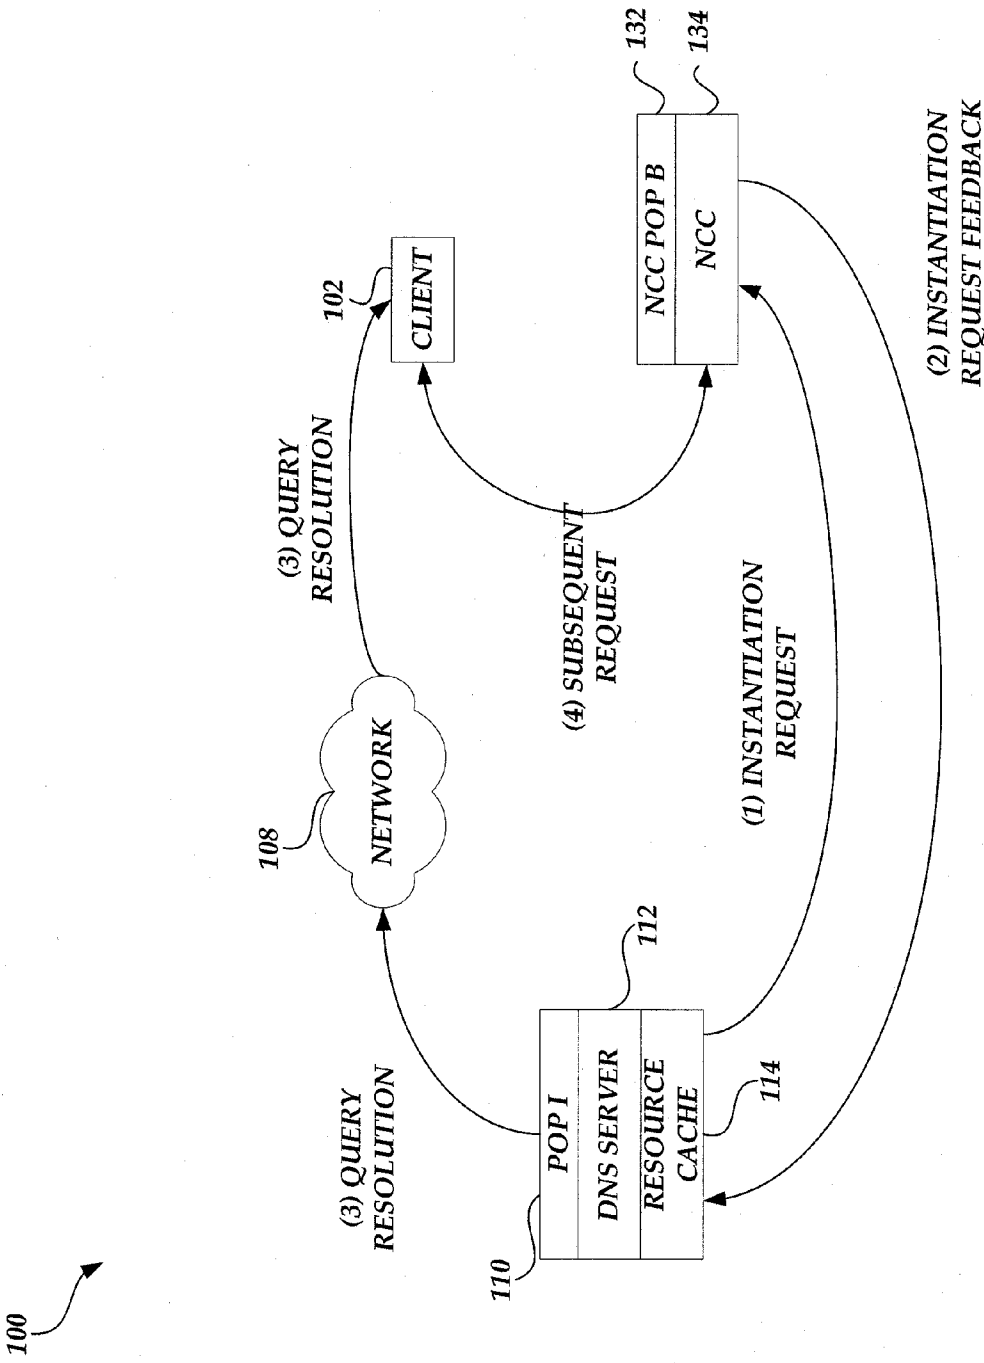 100
(3) QUERY
RESOLUTION
108
NETWORK
(3) QUERY
RESOLUTION
102
CLIENT
110
POP I
DNS SERVER
RESOURCE
CACHE
112
114
(4) SUBSEQUENT
REQUEST
NCC POP B
NCC
132
134
(1) INSTANTIATION
REQUEST
(2) INSTANTIATION
REQUEST FEEDBACK